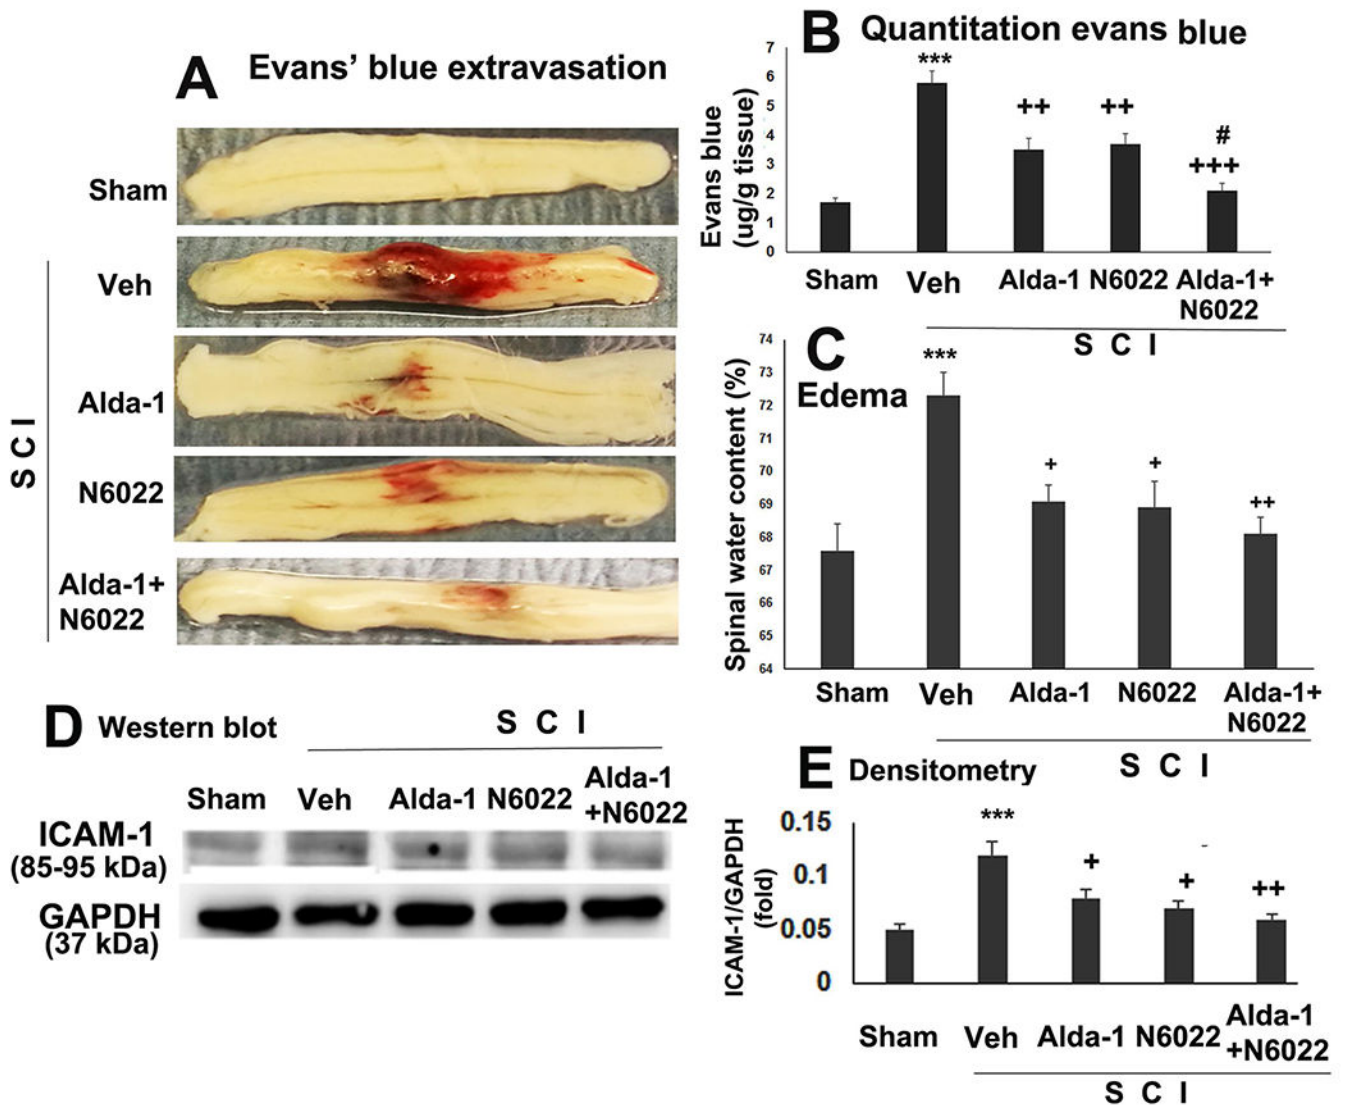 A Evans’ blue extravasation
Sham
Veh
Alda-1
N6022
Alda-1+
N6022
S C I
B Quantitation evans blue
Evans blue
(ug/g tissue)
7
6
5
4
3
2
1
0
***
++
++
#
+++
Sham Veh Alda-1 N6022 Alda-1+
N6022
S C I
C
Edema
Spinal water content (%)
74
73
72
71
70
69
68
67
66
65
64
***
+
+
++
Sham Veh Alda-1 N6022 Alda-1+
N6022
S C I
D Western blot
S C I
Sham Veh Alda-1 N6022 Alda-1
+N6022
ICAM-1
(85-95 kDa)
GAPDH
(37 kDa)
E Densitometry
ICAM-1/GAPDH
(fold)
0.15
0.1
0.05
0
***
+
+
++
Sham Veh Alda-1 N6022 Alda-1
+N6022
S C I